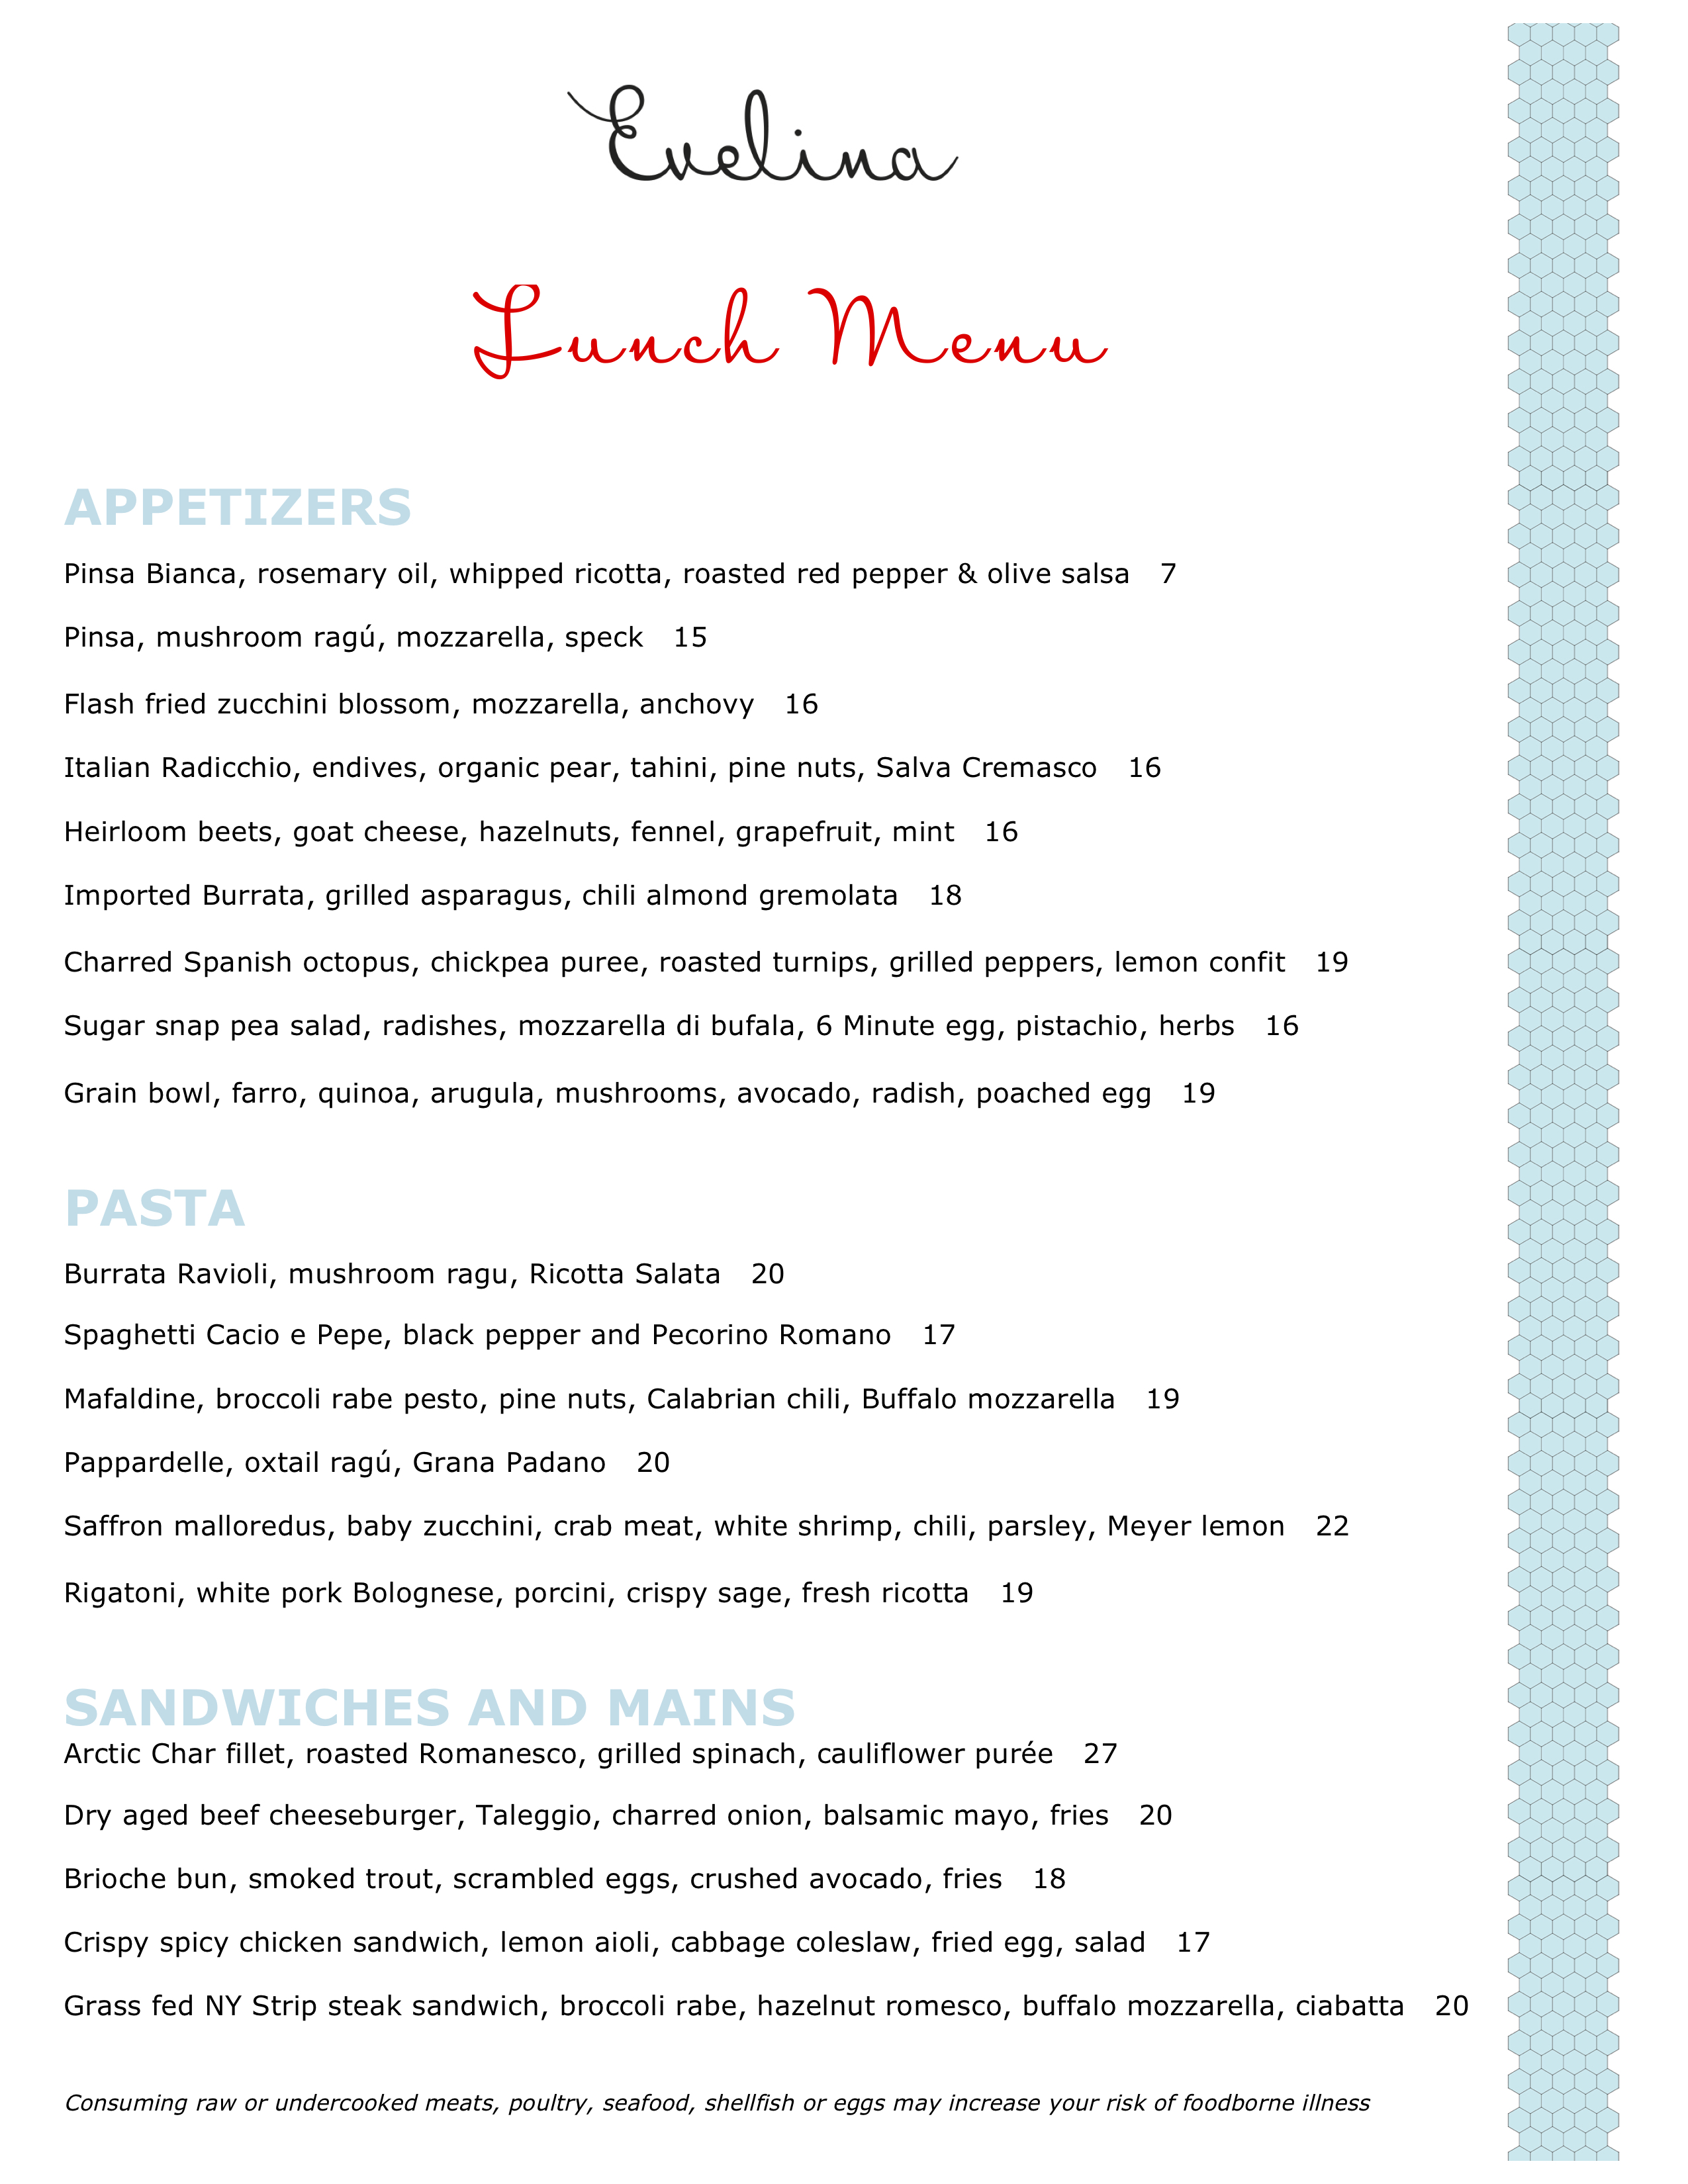 Evelina
Lunch Menu
APPETIZERS
Pinsa Bianca, rosemary oil, whipped ricotta, roasted red pepper & olive salsa 7
Pinsa, mushroom ragú, mozzarella, speck 15
Flash fried zucchini blossom, mozzarella, anchovy 16
Italian Radicchio, endives, organic pear, tahini, pine nuts, Salva Cremasco 16
Heirloom beets, goat cheese, hazelnuts, fennel, grapefruit, mint 16
Imported Burrata, grilled asparagus, chili almond gremolata 18
Charred Spanish octopus, chickpea puree, roasted turnips, grilled peppers, lemon confit 19
Sugar snap pea salad, radishes, mozzarella di bufala, 6 Minute egg, pistachio, herbs 16
Grain bowl, farro, quinoa, arugula, mushrooms, avocado, radish, poached egg 19
PASTA
Burrata Ravioli, mushroom ragu, Ricotta Salata 20
Spaghetti Cacio e Pepe, black pepper and Pecorino Romano 17
Mafaldine, broccoli rabe pesto, pine nuts, Calabrian chili, Buffalo mozzarella 19
Pappardelle, oxtail ragú, Grana Padano 20
Saffron malloredus, baby zucchini, crab meat, white shrimp, chili, parsley, Meyer lemon 22
Rigatoni, white pork Bolognese, porcini, crispy sage, fresh ricotta 19
SANDWICHES AND MAINS
Arctic Char fillet, roasted Romanesco, grilled spinach, cauliflower purée 27
Dry aged beef cheeseburger, Taleggio, charred onion, balsamic mayo, fries 20
Brioche bun, smoked trout, scrambled eggs, crushed avocado, fries 18
Crispy spicy chicken sandwich, lemon aioli, cabbage coleslaw, fried egg, salad 17
Grass fed NY Strip steak sandwich, broccoli rabe, hazelnut romesco, buffalo mozzarella, ciabatta 20
Consuming raw or undercooked meats, poultry, seafood, shellfish or eggs may increase your risk of foodborne illness